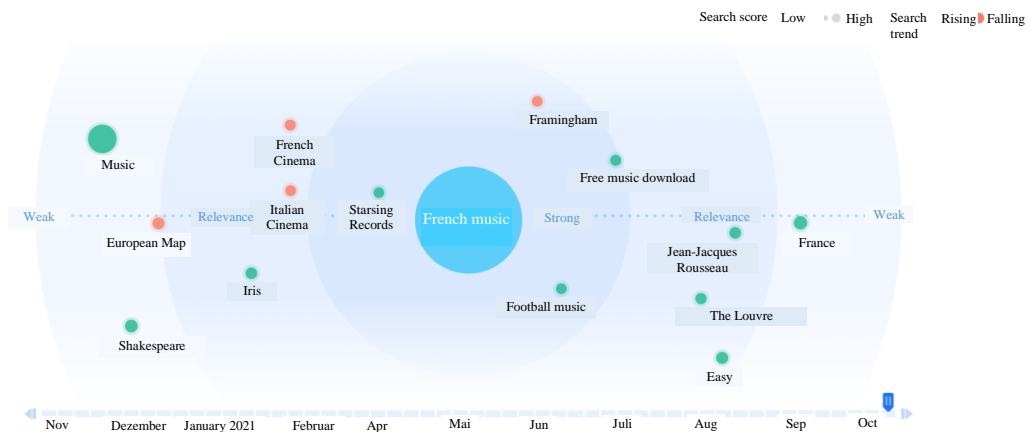 Search score Low High Search trend Rising Falling
Framingham
French
Cinema
Music
Free music download
Italian
Cinema
Starsing
Records
Weak
Relevance
French music
Strong
Relevance
Weak
European Map
France
Jean-Jacques
Rousseau
Iris
Football music
The Louvre
Shakespeare
Easy
Nov Dezember January 2021 Februar Apr Mai Jun Juli Aug Sep Oct